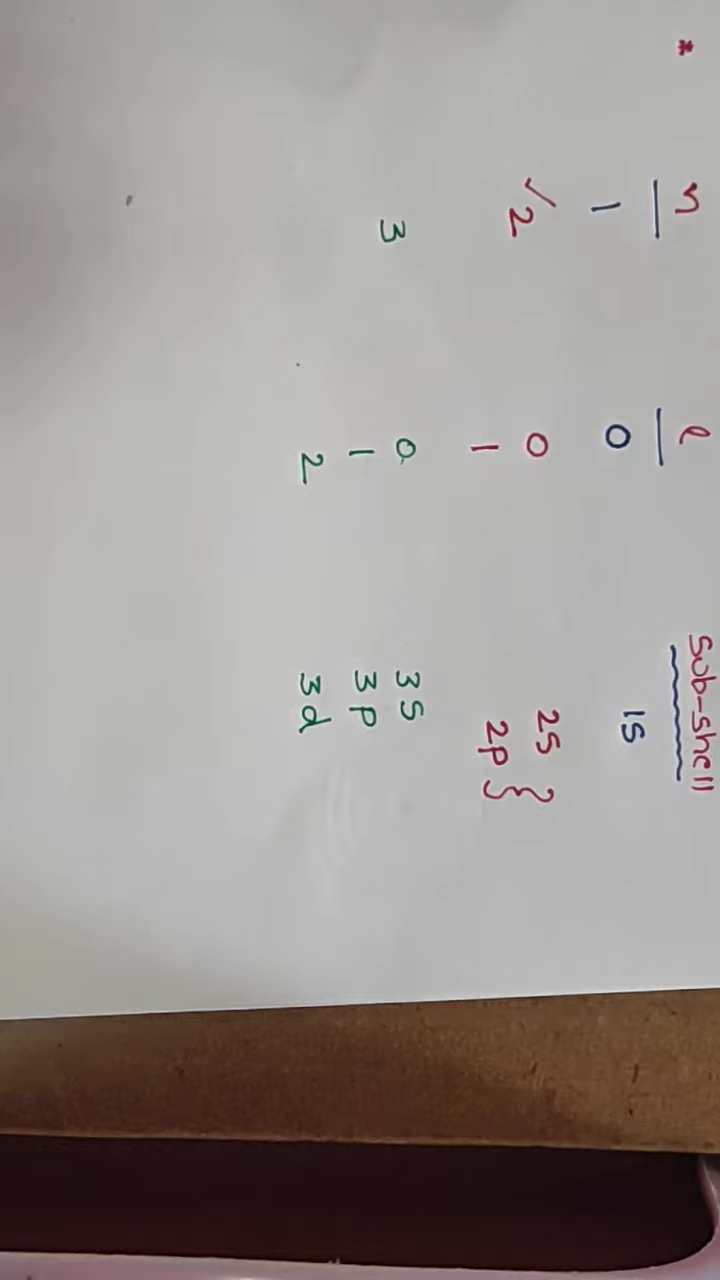 * n l Sub-shell
1 0 1S
✓2 0 2S }
1 2p }
3 0 3S
1 3p
2 3d